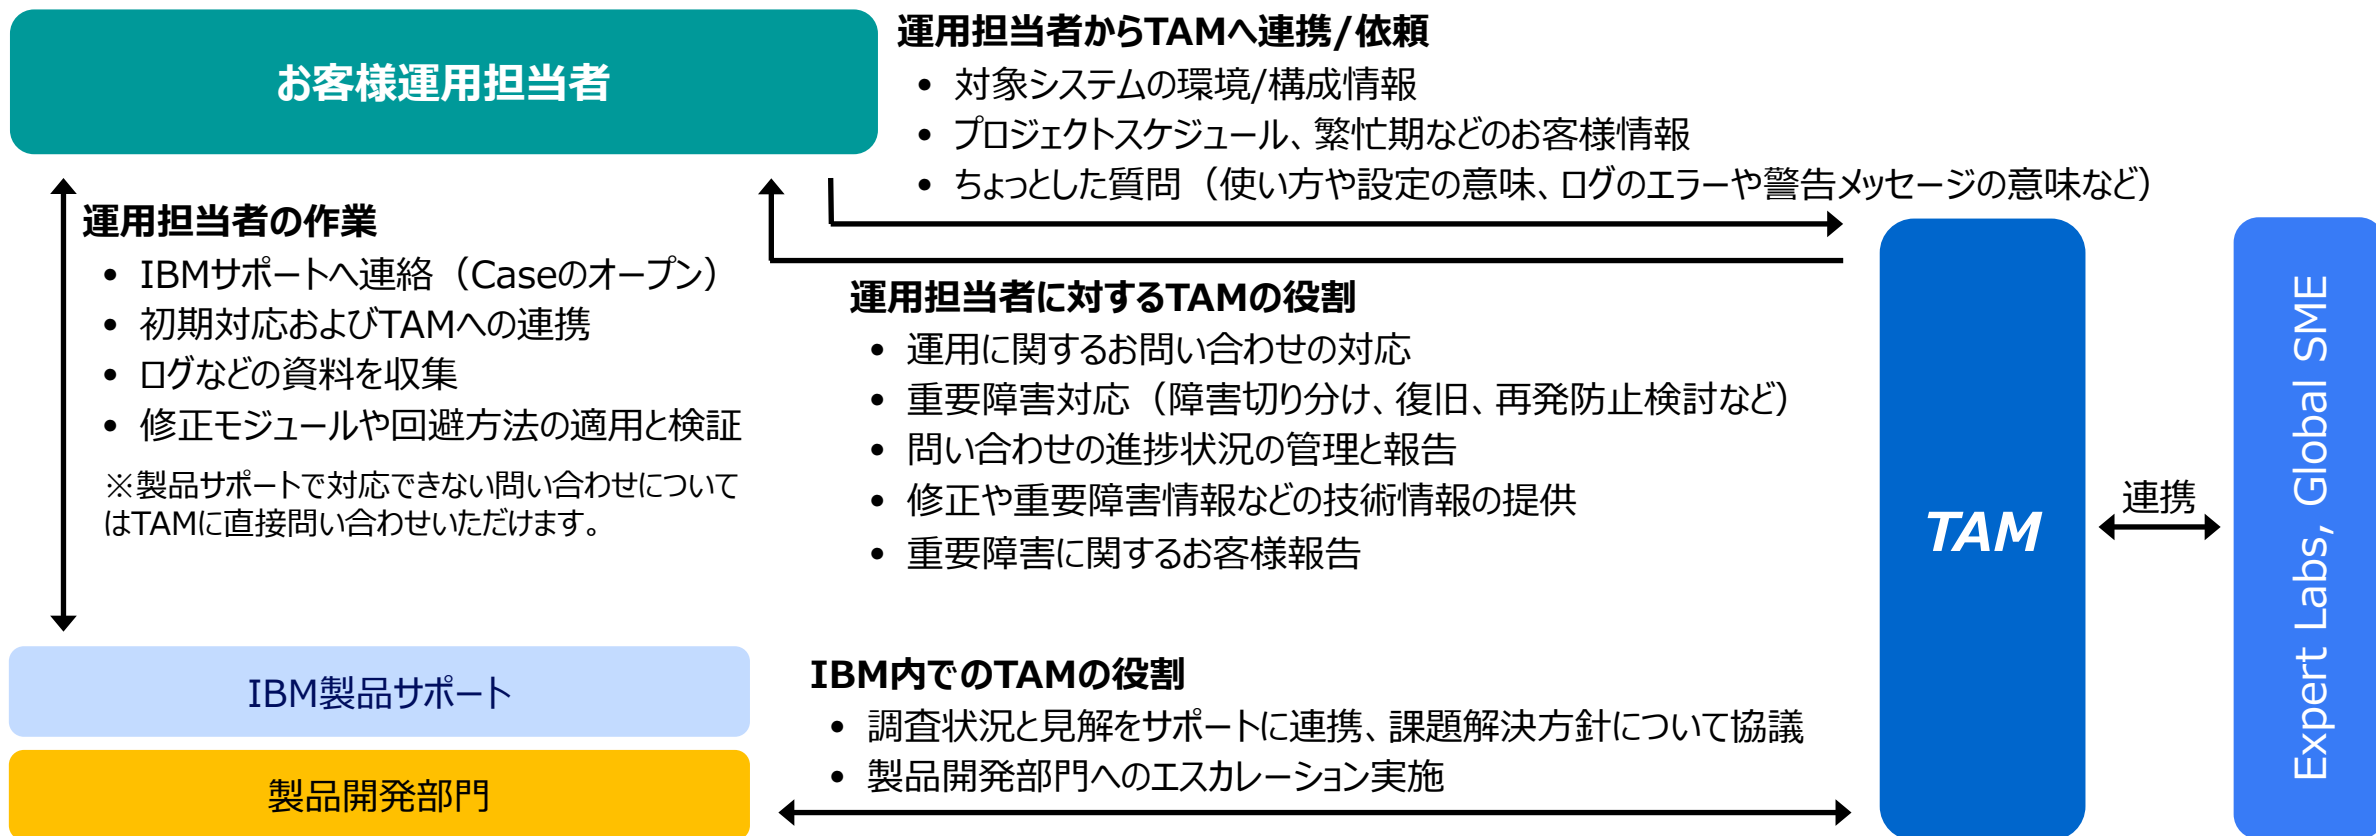 お客様運用担当者
運用担当者からTAMへ連携/依頼
• 対象システムの環境/構成情報
• プロジェクトスケジュール、繁忙期などのお客様情報
• ちょっとした質問（使い方や設定の意味、ログのエラーや警告メッセージの意味など）
運用担当者の作業
• IBMサポートへ連絡（Caseのオープン）
• 初期対応およびTAMへの連携
• ログなどの資料を収集
• 修正モジュールや回避方法の適用と検証
※製品サポートで対応できない問い合わせについて
はTAMに直接問い合わせいただけます。
運用担当者に対するTAMの役割
• 運用に関するお問い合わせの対応
• 重要障害対応（障害切り分け、復旧、再発防止検討など）
• 問い合わせの進捗状況の管理と報告
• 修正や重要障害情報などの技術情報の提供
• 重要障害に関するお客様報告
TAM
連携
Expert Labs, Global SME
IBM製品サポート
製品開発部門
IBM内でのTAMの役割
• 調査状況と見解をサポートに連携、課題解決方針について協議
• 製品開発部門へのエスカレーション実施